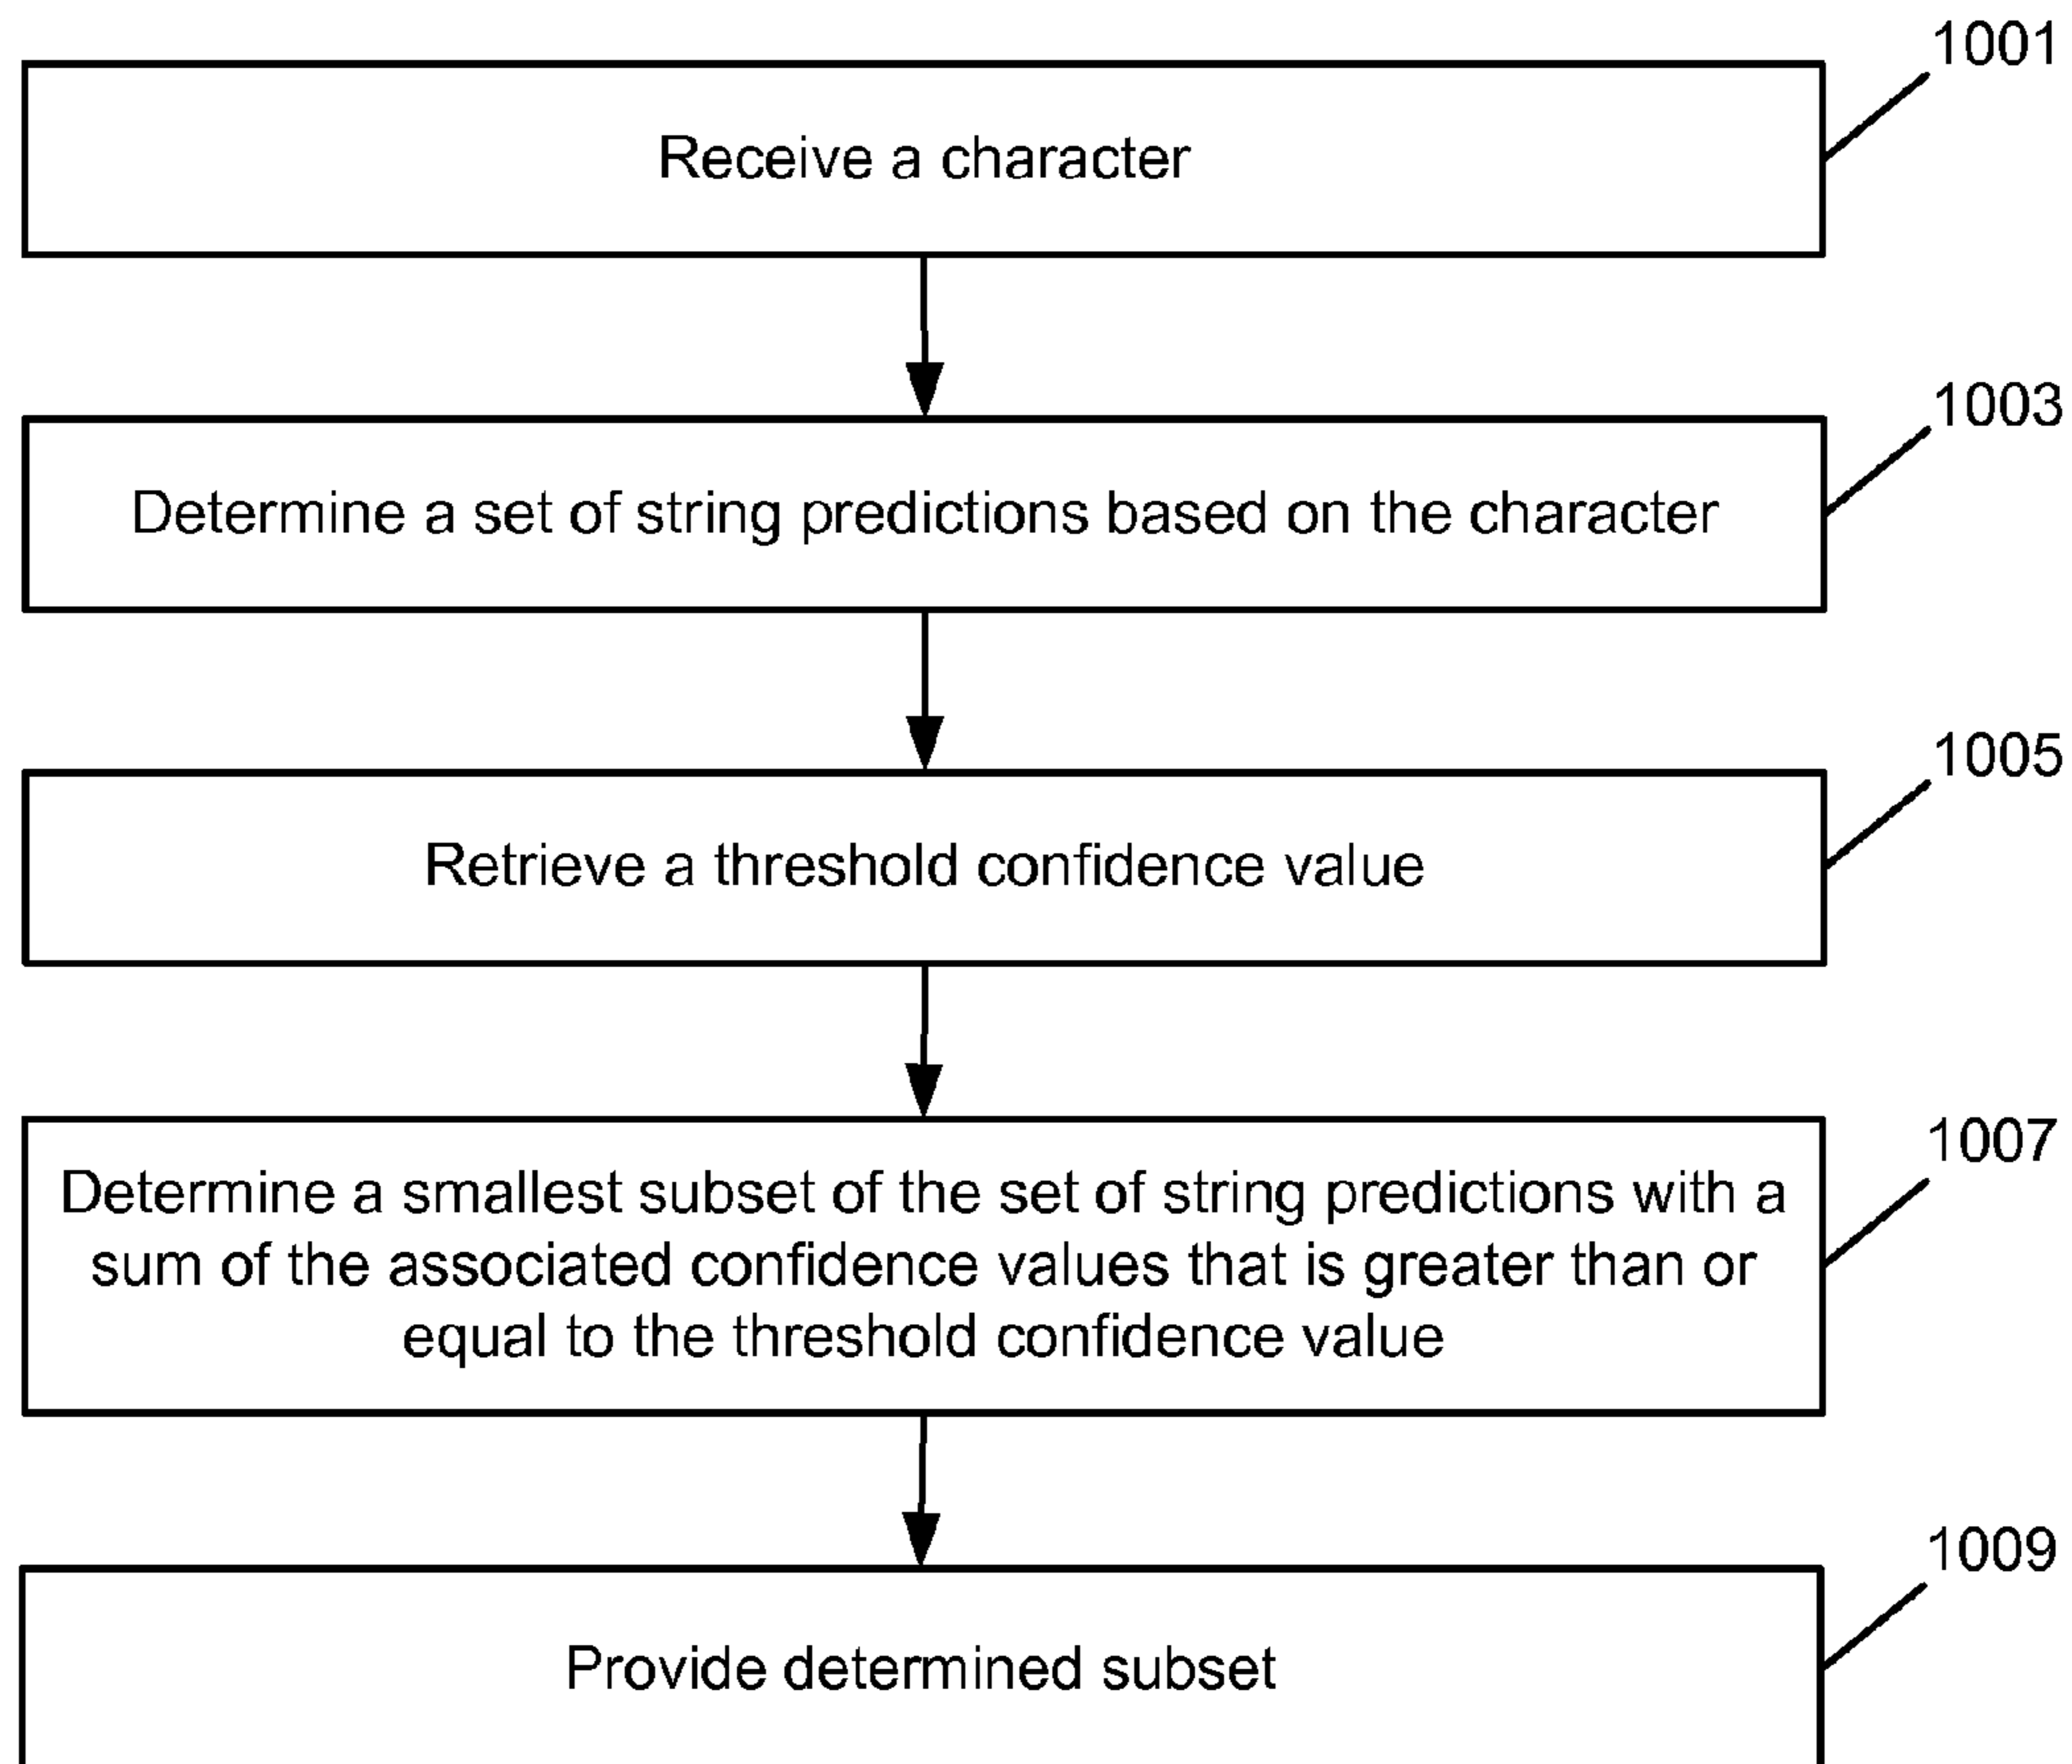 1001
Receive a character
1003
Determine a set of string predictions based on the character
1005
Retrieve a threshold confidence value
1007
Determine a smallest subset of the set of string predictions with a
sum of the associated confidence values that is greater than or
equal to the threshold confidence value
1009
Provide determined subset